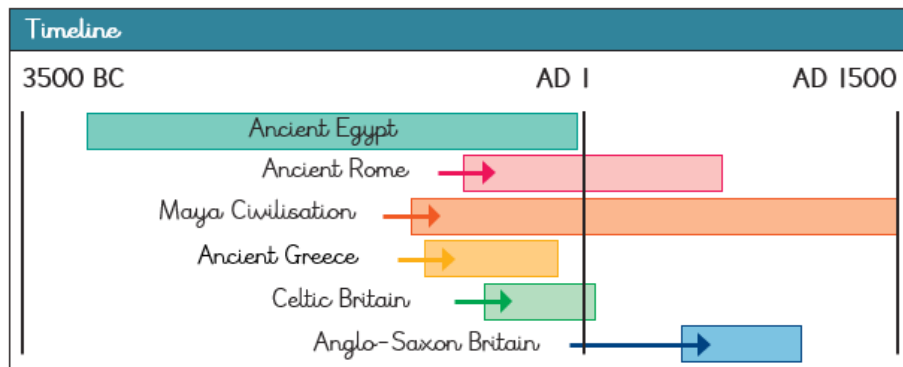 Timeline
3500 BC AD 1 AD 1500
Ancient Egypt
Ancient Rome
Maya Civilisation
Ancient Greece
Celtic Britain
Anglo-Saxon Britain